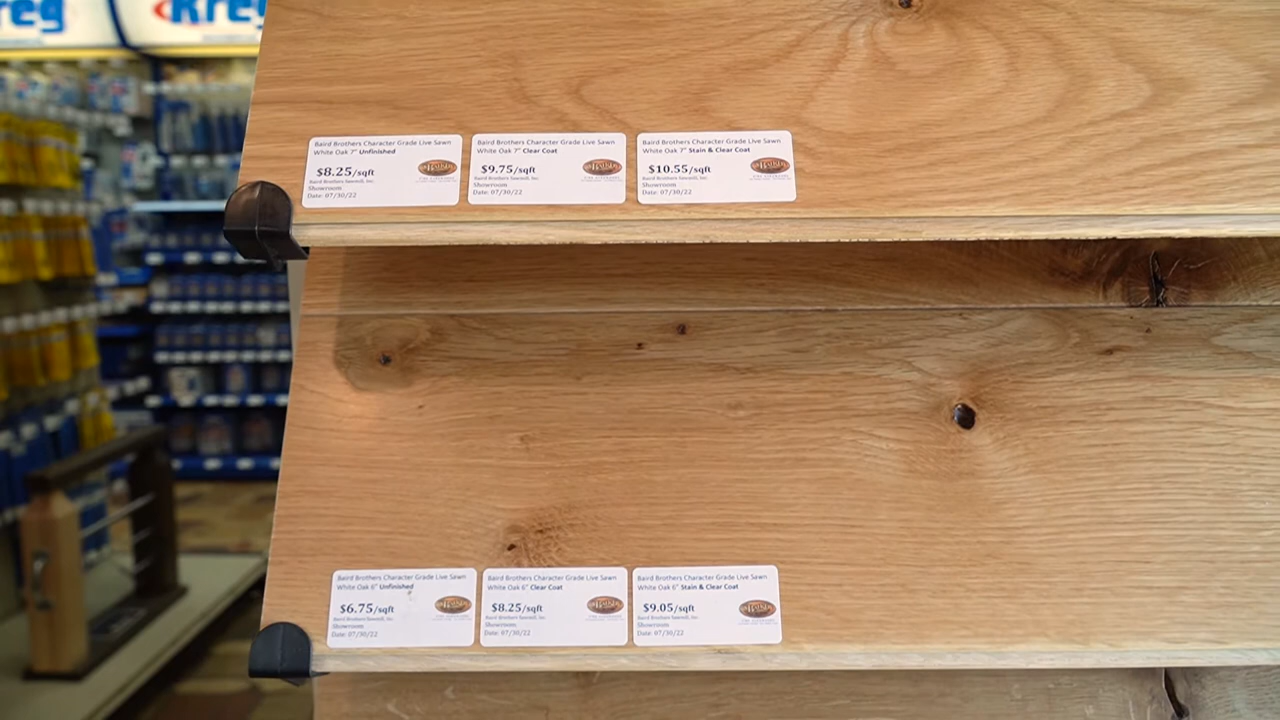 reg
Kreg
Baird Brothers Character Grade Live Sawn
White Oak 7" Unfinished
$8.25/sqft
Baird Brothers Sawmill, Inc.
Showroom
Date: 07/30/22
Baird Brothers Character Grade Live Sawn
White Oak 7" Clear Coat
$9.75/sqft
Baird Brothers Sawmill, Inc.
Showroom
Date: 07/30/22
Baird Brothers Character Grade Live Sawn
White Oak 7" Stain & Clear Coat
$10.55/sqft
Baird Brothers Sawmill, Inc.
Showroom
Date: 07/30/22
Baird Brothers Character Grade Live Sawn
White Oak 6" Unfinished
$6.75/sqft
Baird Brothers Sawmill, Inc.
Showroom
Date: 07/30/22
Baird Brothers Character Grade Live Sawn
White Oak 6" Clear Coat
$8.25/sqft
Baird Brothers Sawmill, Inc.
Showroom
Date: 07/30/22
Baird Brothers Character Grade Live Sawn
White Oak 6" Stain & Clear Coat
$9.05/sqft
Baird Brothers Sawmill, Inc.
Showroom
Date: 07/30/22